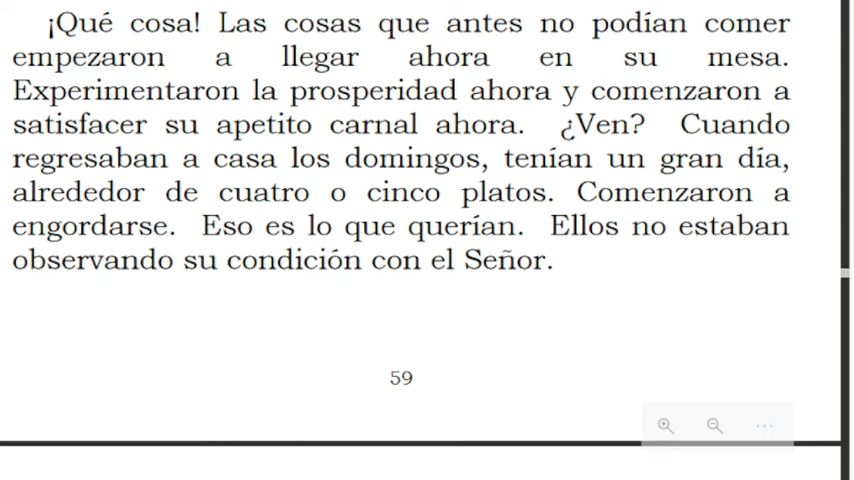 ¡Qué cosa! Las cosas que antes no podían comer
empezaron a llegar ahora en su mesa.
Experimentaron la prosperidad ahora y comenzaron a
satisfacer su apetito carnal ahora. ¿Ven? Cuando
regresaban a casa los domingos, tenían un gran día,
alrededor de cuatro o cinco platos. Comenzaron a
engordarse. Eso es lo que querían. Ellos no estaban
observando su condición con el Señor.
59